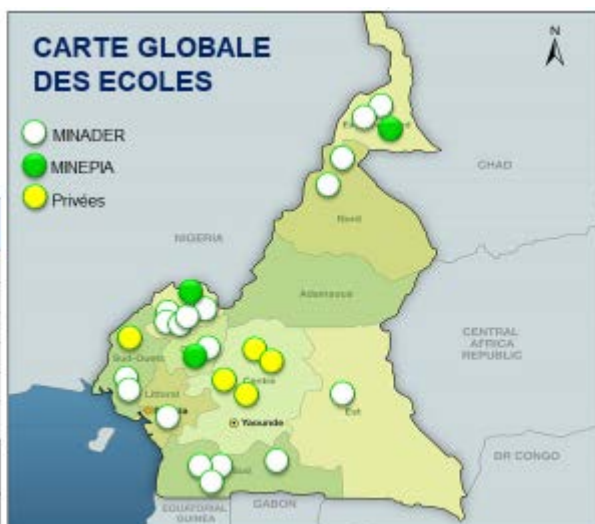 CARTE GLOBALE
DES ECOLES
N
MINADER
MINEPIA
Privées
CHAD
NIGERIA
Nord
Adamaoua
CENTRAL
AFRICA
REPUBLIC
Sud-Ouest
Littoral
Centre
Est
Yaounde
Sud
DR CONGO
EQUATORIAL
GUINEA
GABON